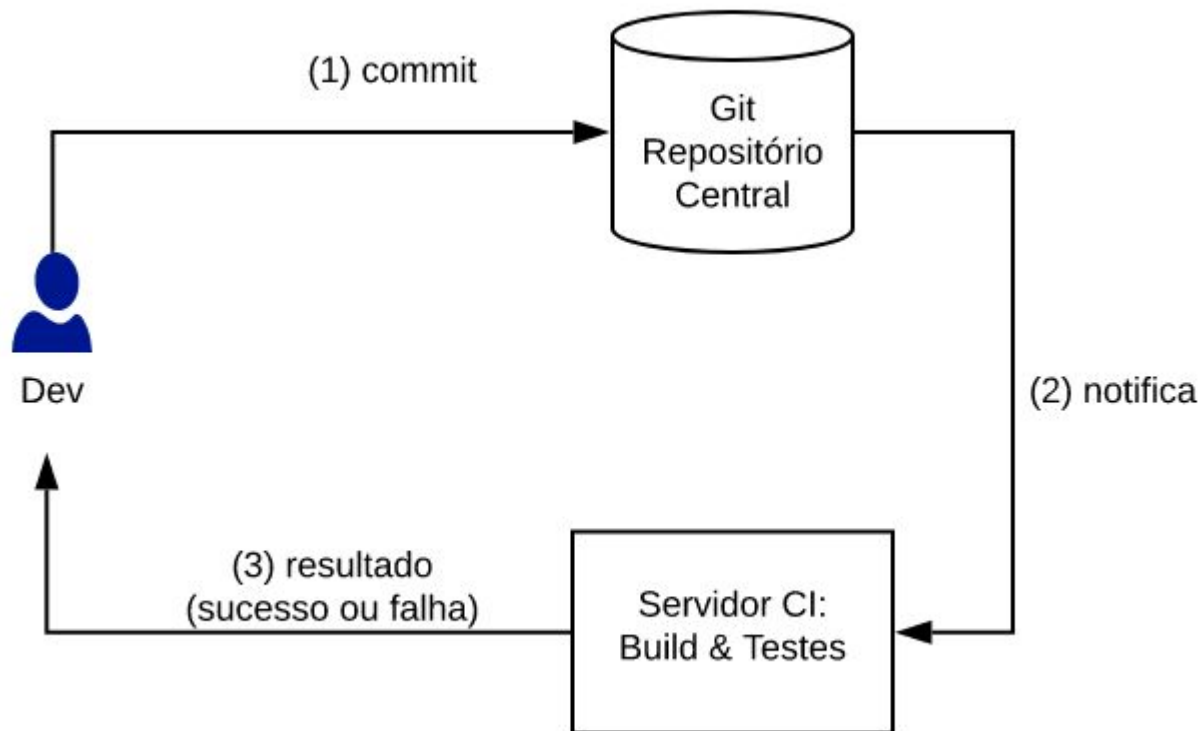 (1) commit
Git
Repositório
Central
Dev
(2) notifica
(3) resultado
(sucesso ou falha)
Servidor CI:
Build & Testes